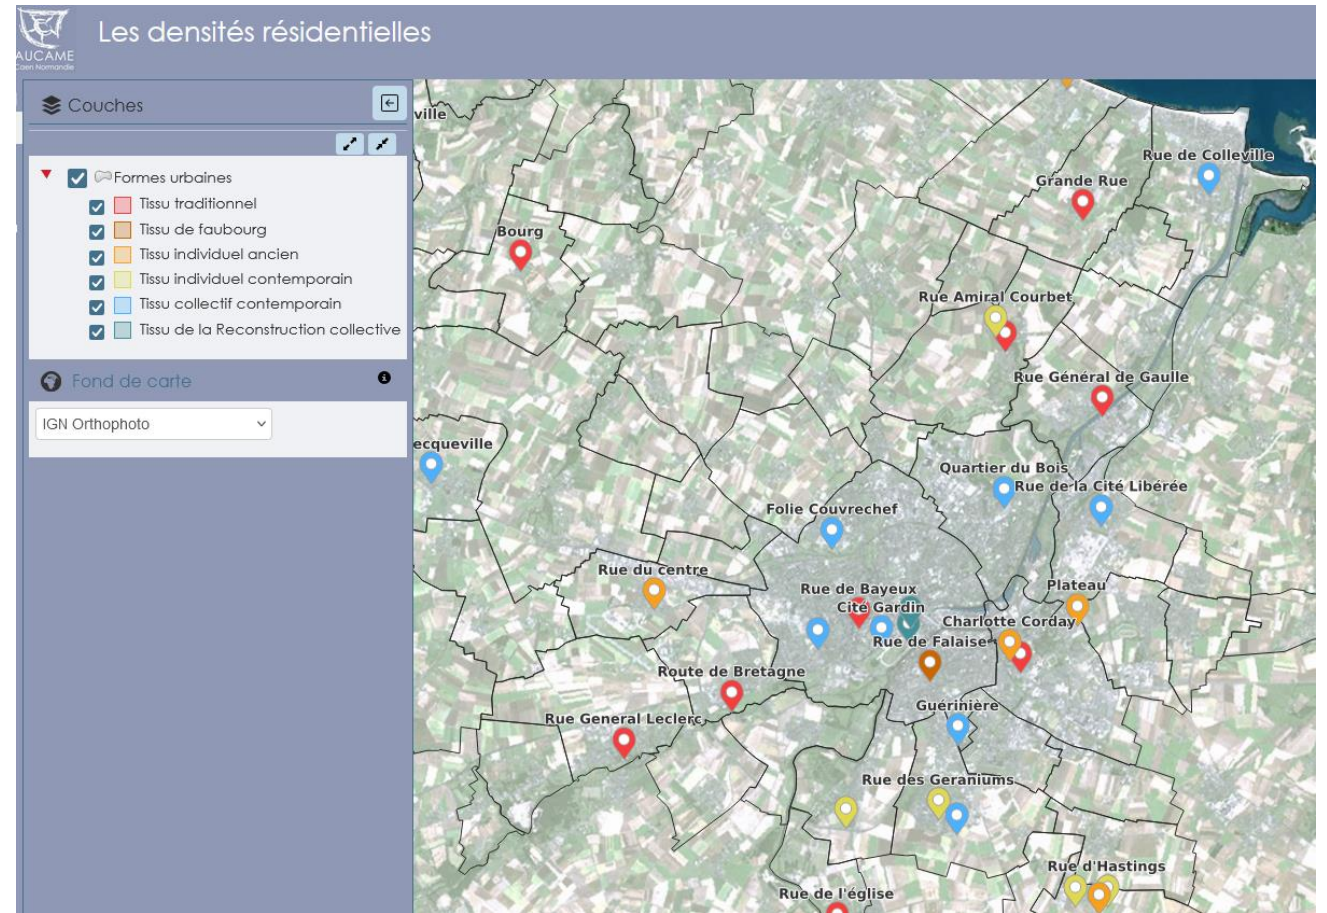 Les densités résidentielles
AUCAME
Caen Normandie
Couches
Formes urbaines
Tissu traditionnel
Tissu de faubourg
Tissu individuel ancien
Tissu individuel contemporain
Tissu collectif contemporain
Tissu de la Reconstruction collective
Fond de carte
IGN Orthophoto
ville
Rue de Colleville
Grande Rue
Bourg
Rue Amiral Courbet
Rue Général de Gaulle
ecqueville
Quartier du Bois
Rue de la Cité Libérée
Folie Couvrechef
Rue du centre
Rue de Bayeux
Plateau
Cité Gardin
Charlotte Corday
Rue de Falaise
Route de Bretagne
Guérinière
Rue General Leclerc
Rue des Geraniums
Rue d'Hastings
Rue de l'église